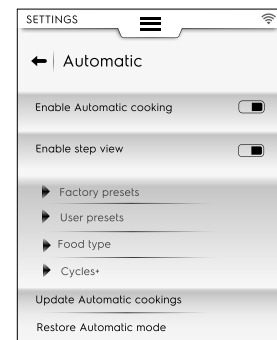 SETTINGS
Automatic
Enable Automatic cooking
Enable step view
Factory presets
User presets
Food type
Cycles+
Update Automatic cookings
Restore Automatic mode